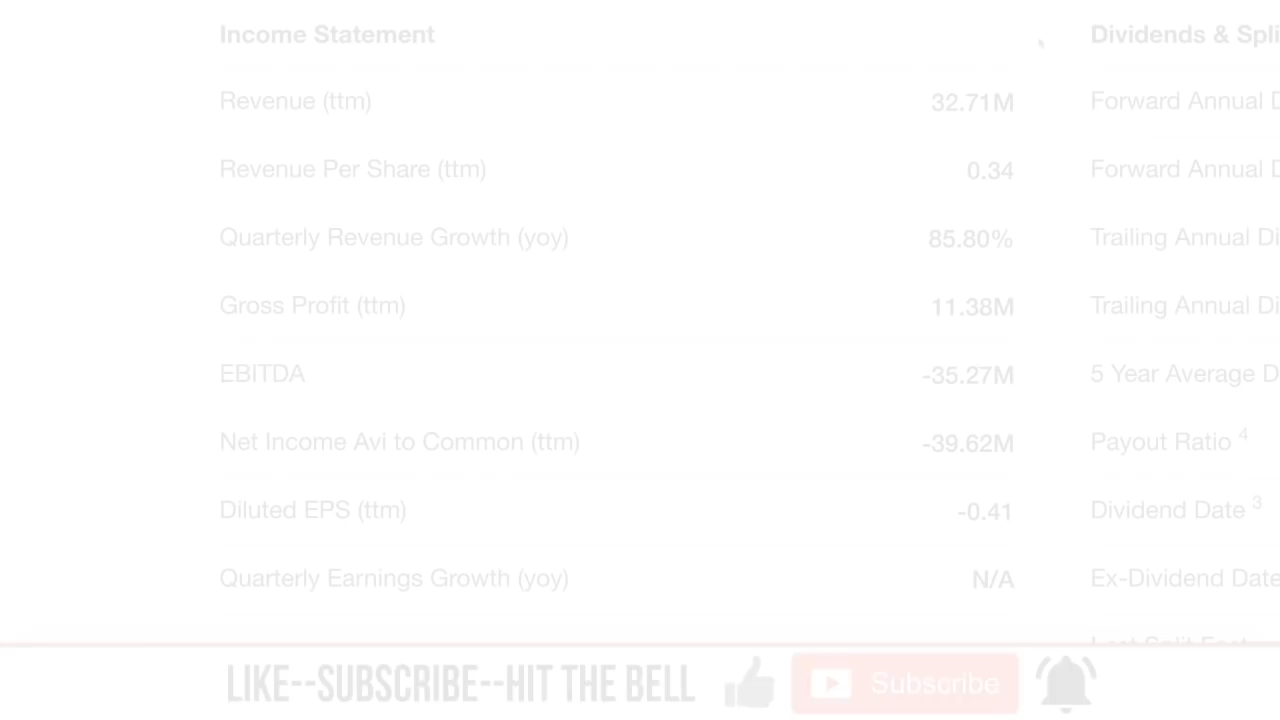 Income Statement
Revenue (ttm) 32.71M
Revenue Per Share (ttm) 0.34
Quarterly Revenue Growth (yoy) 85.80%
Gross Profit (ttm) 11.38M
EBITDA -35.27M
Net Income Avi to Common (ttm) -39.62M
Diluted EPS (ttm) -0.41
Quarterly Earnings Growth (yoy) N/A
Dividends & Spli
Forward Annual D
Forward Annual D
Trailing Annual Di
Trailing Annual Di
5 Year Average D
Payout Ratio 4
Dividend Date 3
Ex-Dividend Date
LIKE--SUBSCRIBE--HIT THE BELL
Subscribe